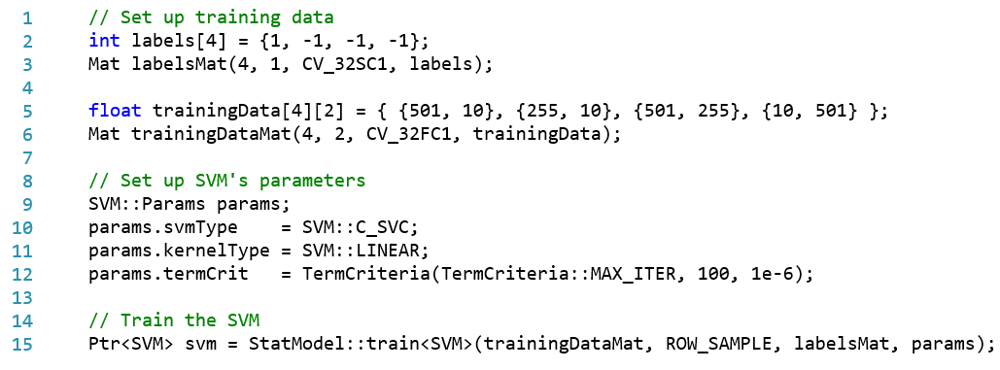 1 // Set up training data
2 int labels[4] = {1, -1, -1, -1};
3 Mat labelsMat(4, 1, CV_32SC1, labels);
4
5 float trainingData[4][2] = { {501, 10}, {255, 10}, {501, 255}, {10, 501} };
6 Mat trainingDataMat(4, 2, CV_32FC1, trainingData);
7
8 // Set up SVM's parameters
9 SVM::Params params;
10 params.svmType    = SVM::C_SVC;
11 params.kernelType = SVM::LINEAR;
12 params.termCrit   = TermCriteria(TermCriteria::MAX_ITER, 100, 1e-6);
13
14 // Train the SVM
15 Ptr<SVM> svm = StatModel::train<SVM>(trainingDataMat, ROW_SAMPLE, labelsMat, params);